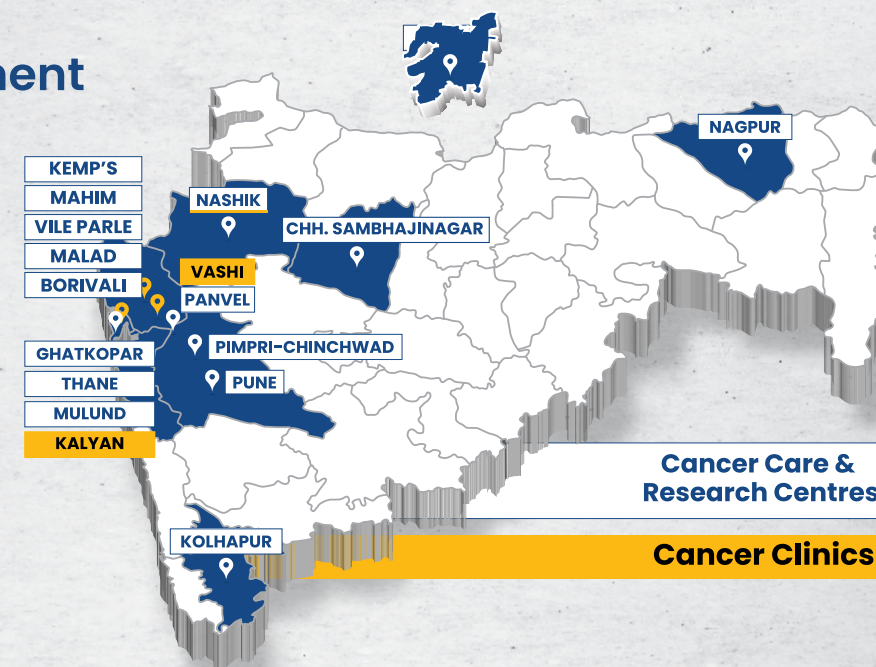 ment
KEMP'S
MAHIM
VILE PARLE
MALAD
BORIVALI
GHATKOPAR
THANE
MULUND
KALYAN
NASHIK
VASHI
PANVEL
CHH. SAMBHAJINAGAR
PIMPRI-CHINCHWAD
PUNE
NAGPUR
KOLHAPUR
Cancer Care &
Research Centres
Cancer Clinics